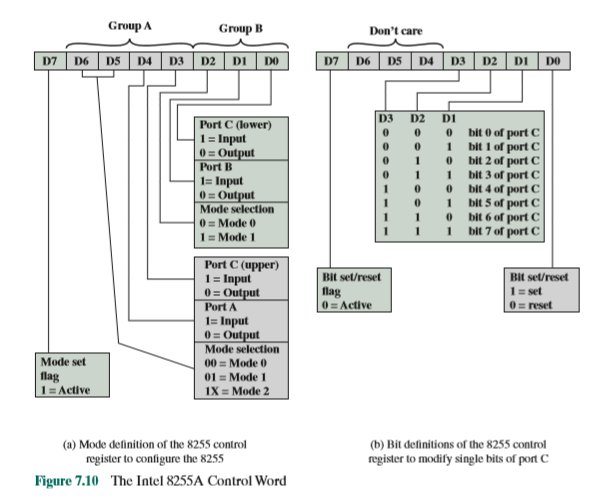 Group A
Group B
D7 D6 D5 D4 D3 D2 D1 D0
Port C (lower)
1 = Input
0 = Output
Port B
1= Input
0 = Output
Mode selection
0 = Mode 0
1 = Mode 1
Port C (upper)
1 = Input
0 = Output
Port A
1= Input
0 = Output
Mode selection
00 = Mode 0
01 = Mode 1
1X = Mode 2
Mode set
flag
1 = Active
(a) Mode definition of the 8255 control
register to configure the 8255
Don't care
D7 D6 D5 D4 D3 D2 D1 D0
D3 D2 D1
0 0 0 bit 0 of port C
0 0 1 bit 1 of port C
0 1 0 bit 2 of port C
0 1 1 bit 3 of port C
1 0 0 bit 4 of port C
1 0 1 bit 5 of port C
1 1 0 bit 6 of port C
1 1 1 bit 7 of port C
Bit set/reset
flag
0 = Active
Bit set/reset
1 = set
0 = reset
(b) Bit definitions of the 8255 control
register to modify single bits of port C
Figure 7.10 The Intel 8255A Control Word